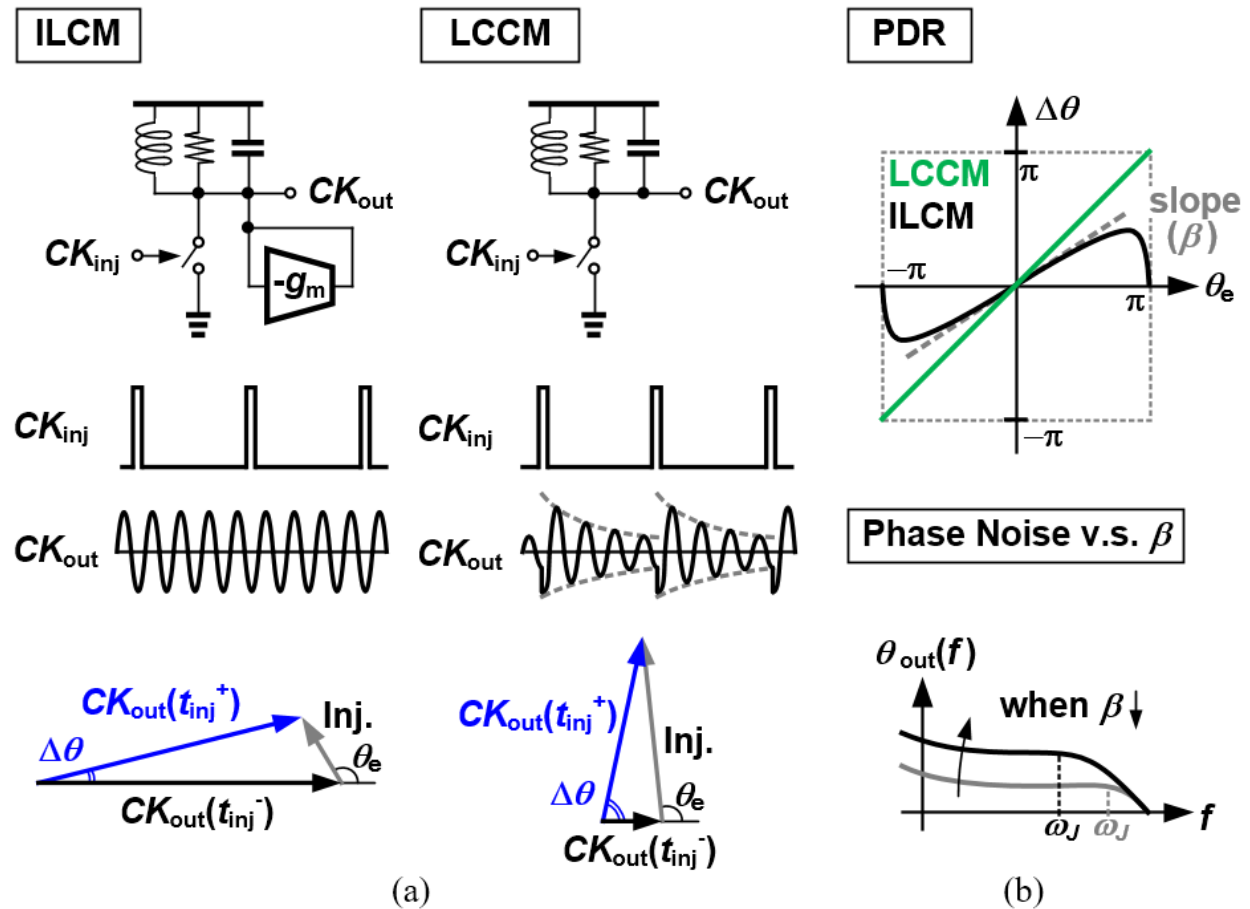 ILCM
LCCM
PDR
CKout
CKinj
-gm
CKout
CKinj
Δθ
π
LCCM
ILCM
slope
(β)
−π
π
θe
−π
CKinj
CKout
CKinj
CKout
Phase Noise v.s. β
CKout(tinj+)
Inj.
Δθ
θe
CKout(tinj-)
CKout(tinj+)
Inj.
Δθ
θe
CKout(tinj-)
θout(f)
when β↓
ωJ
ωJ
f
(a)
(b)